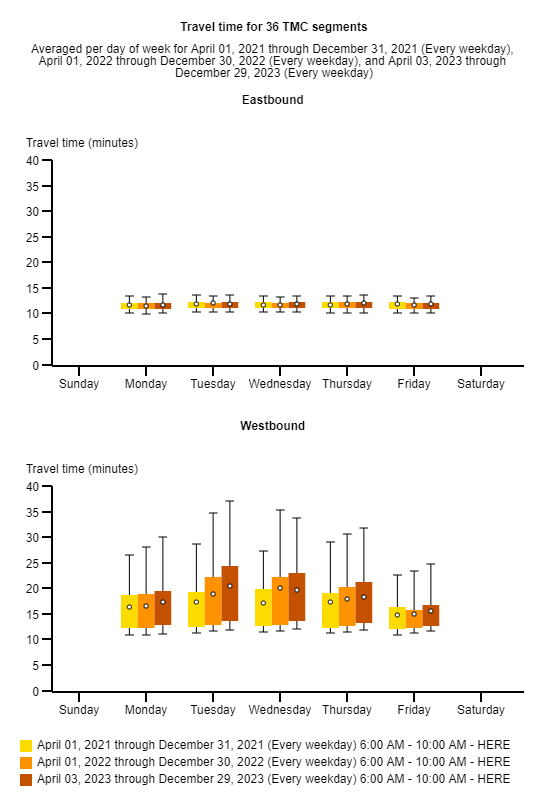 Travel time for 36 TMC segments
Averaged per day of week for April 01, 2021 through December 31, 2021 (Every weekday),
April 01, 2022 through December 30, 2022 (Every weekday), and April 03, 2023 through
December 29, 2023 (Every weekday)
Eastbound
Travel time (minutes)
40
35
30
25
20
15
10
5
0
Sunday Monday Tuesday Wednesday Thursday Friday Saturday
Westbound
Travel time (minutes)
40
35
30
25
20
15
10
5
0
Sunday Monday Tuesday Wednesday Thursday Friday Saturday
April 01, 2021 through December 31, 2021 (Every weekday) 6:00 AM - 10:00 AM - HERE
April 01, 2022 through December 30, 2022 (Every weekday) 6:00 AM - 10:00 AM - HERE
April 03, 2023 through December 29, 2023 (Every weekday) 6:00 AM - 10:00 AM - HERE